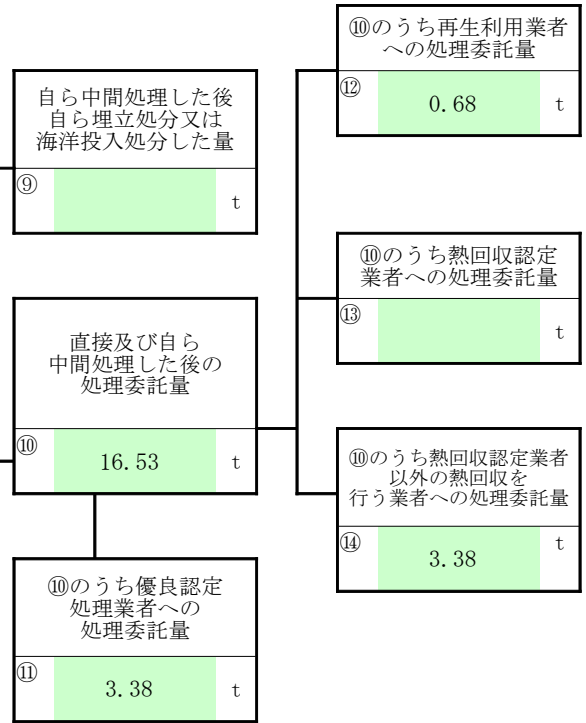 自ら中間処理した後
自ら埋立処分又は
海洋投入処分した量
⑨
t
直接及び自ら
中間処理した後の
処理委託量
⑩
16.53
t
⑩のうち優良認定
処理業者への
処理委託量
⑪
3.38
t
⑩のうち再生利用業者
への処理委託量
⑫
0.68
t
⑩のうち熱回収認定
業者への処理委託量
⑬
t
⑩のうち熱回収認定業者
以外の熱回収を
行う業者への処理委託量
⑭
3.38
t